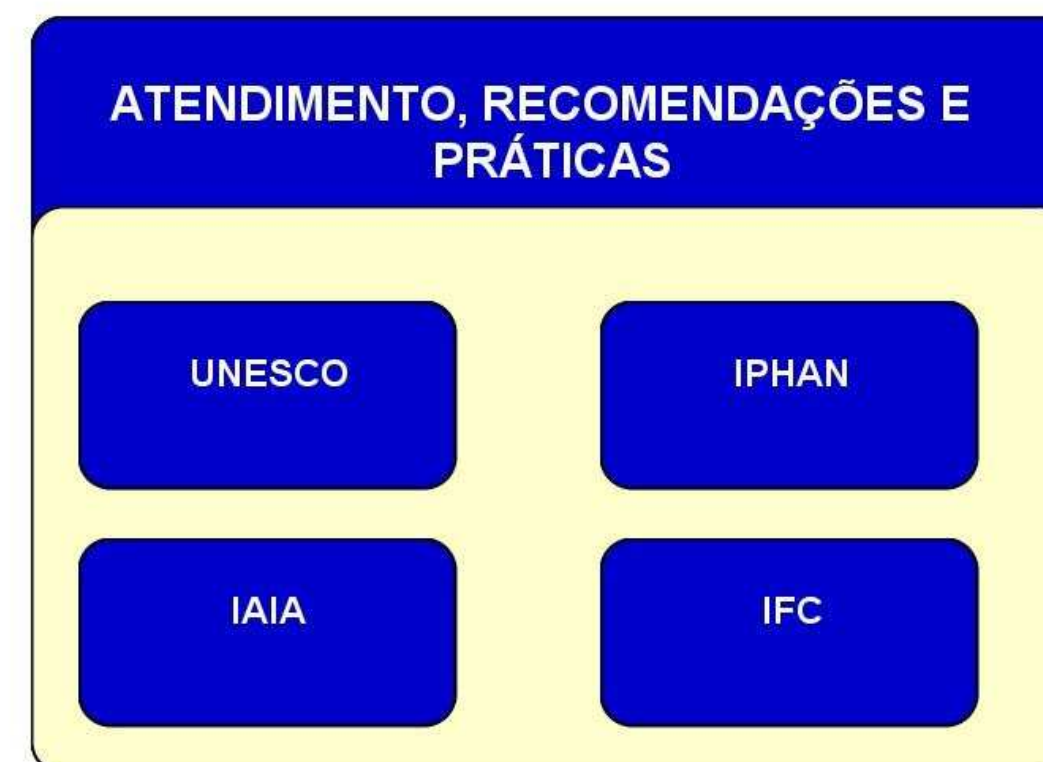 ATENDIMENTO, RECOMENDAÇÕES E
PRÁTICAS
UNESCO
IPHAN
IAIA
IFC